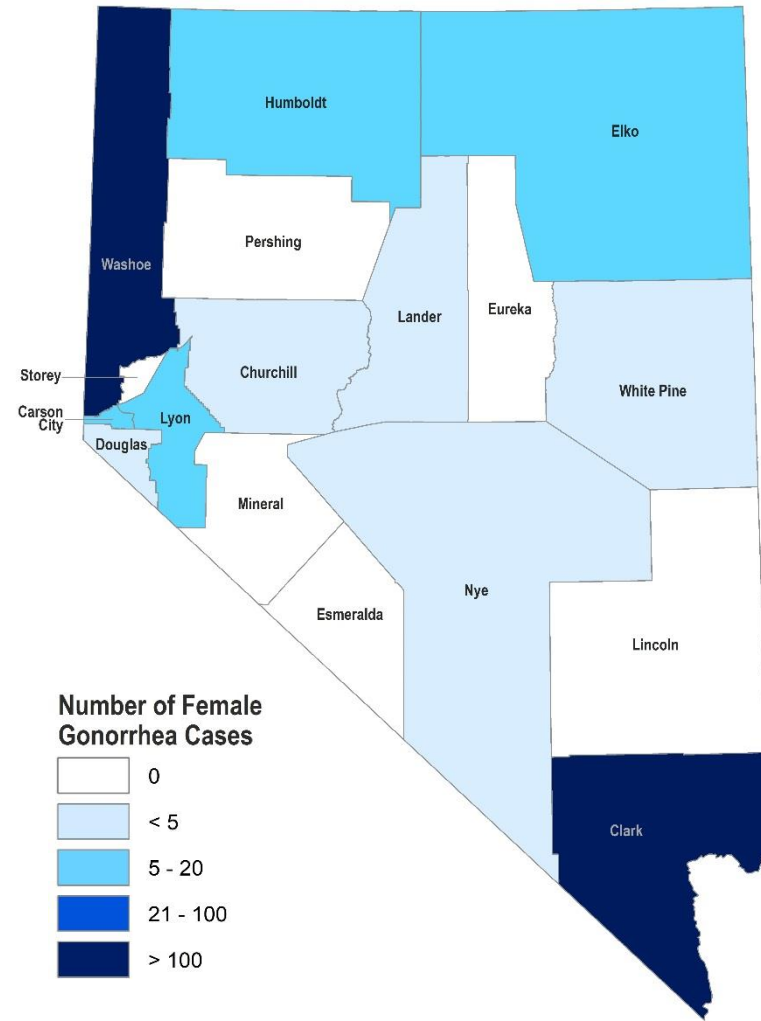 Humboldt
Elko
Pershing
Washoe
Lander
Eureka
Storey
Churchill
White Pine
Carson
City
Lyon
Douglas
Mineral
Nye
Esmeralda
Lincoln
Clark
Number of Female
Gonorrhea Cases
0
< 5
5 - 20
21 - 100
> 100